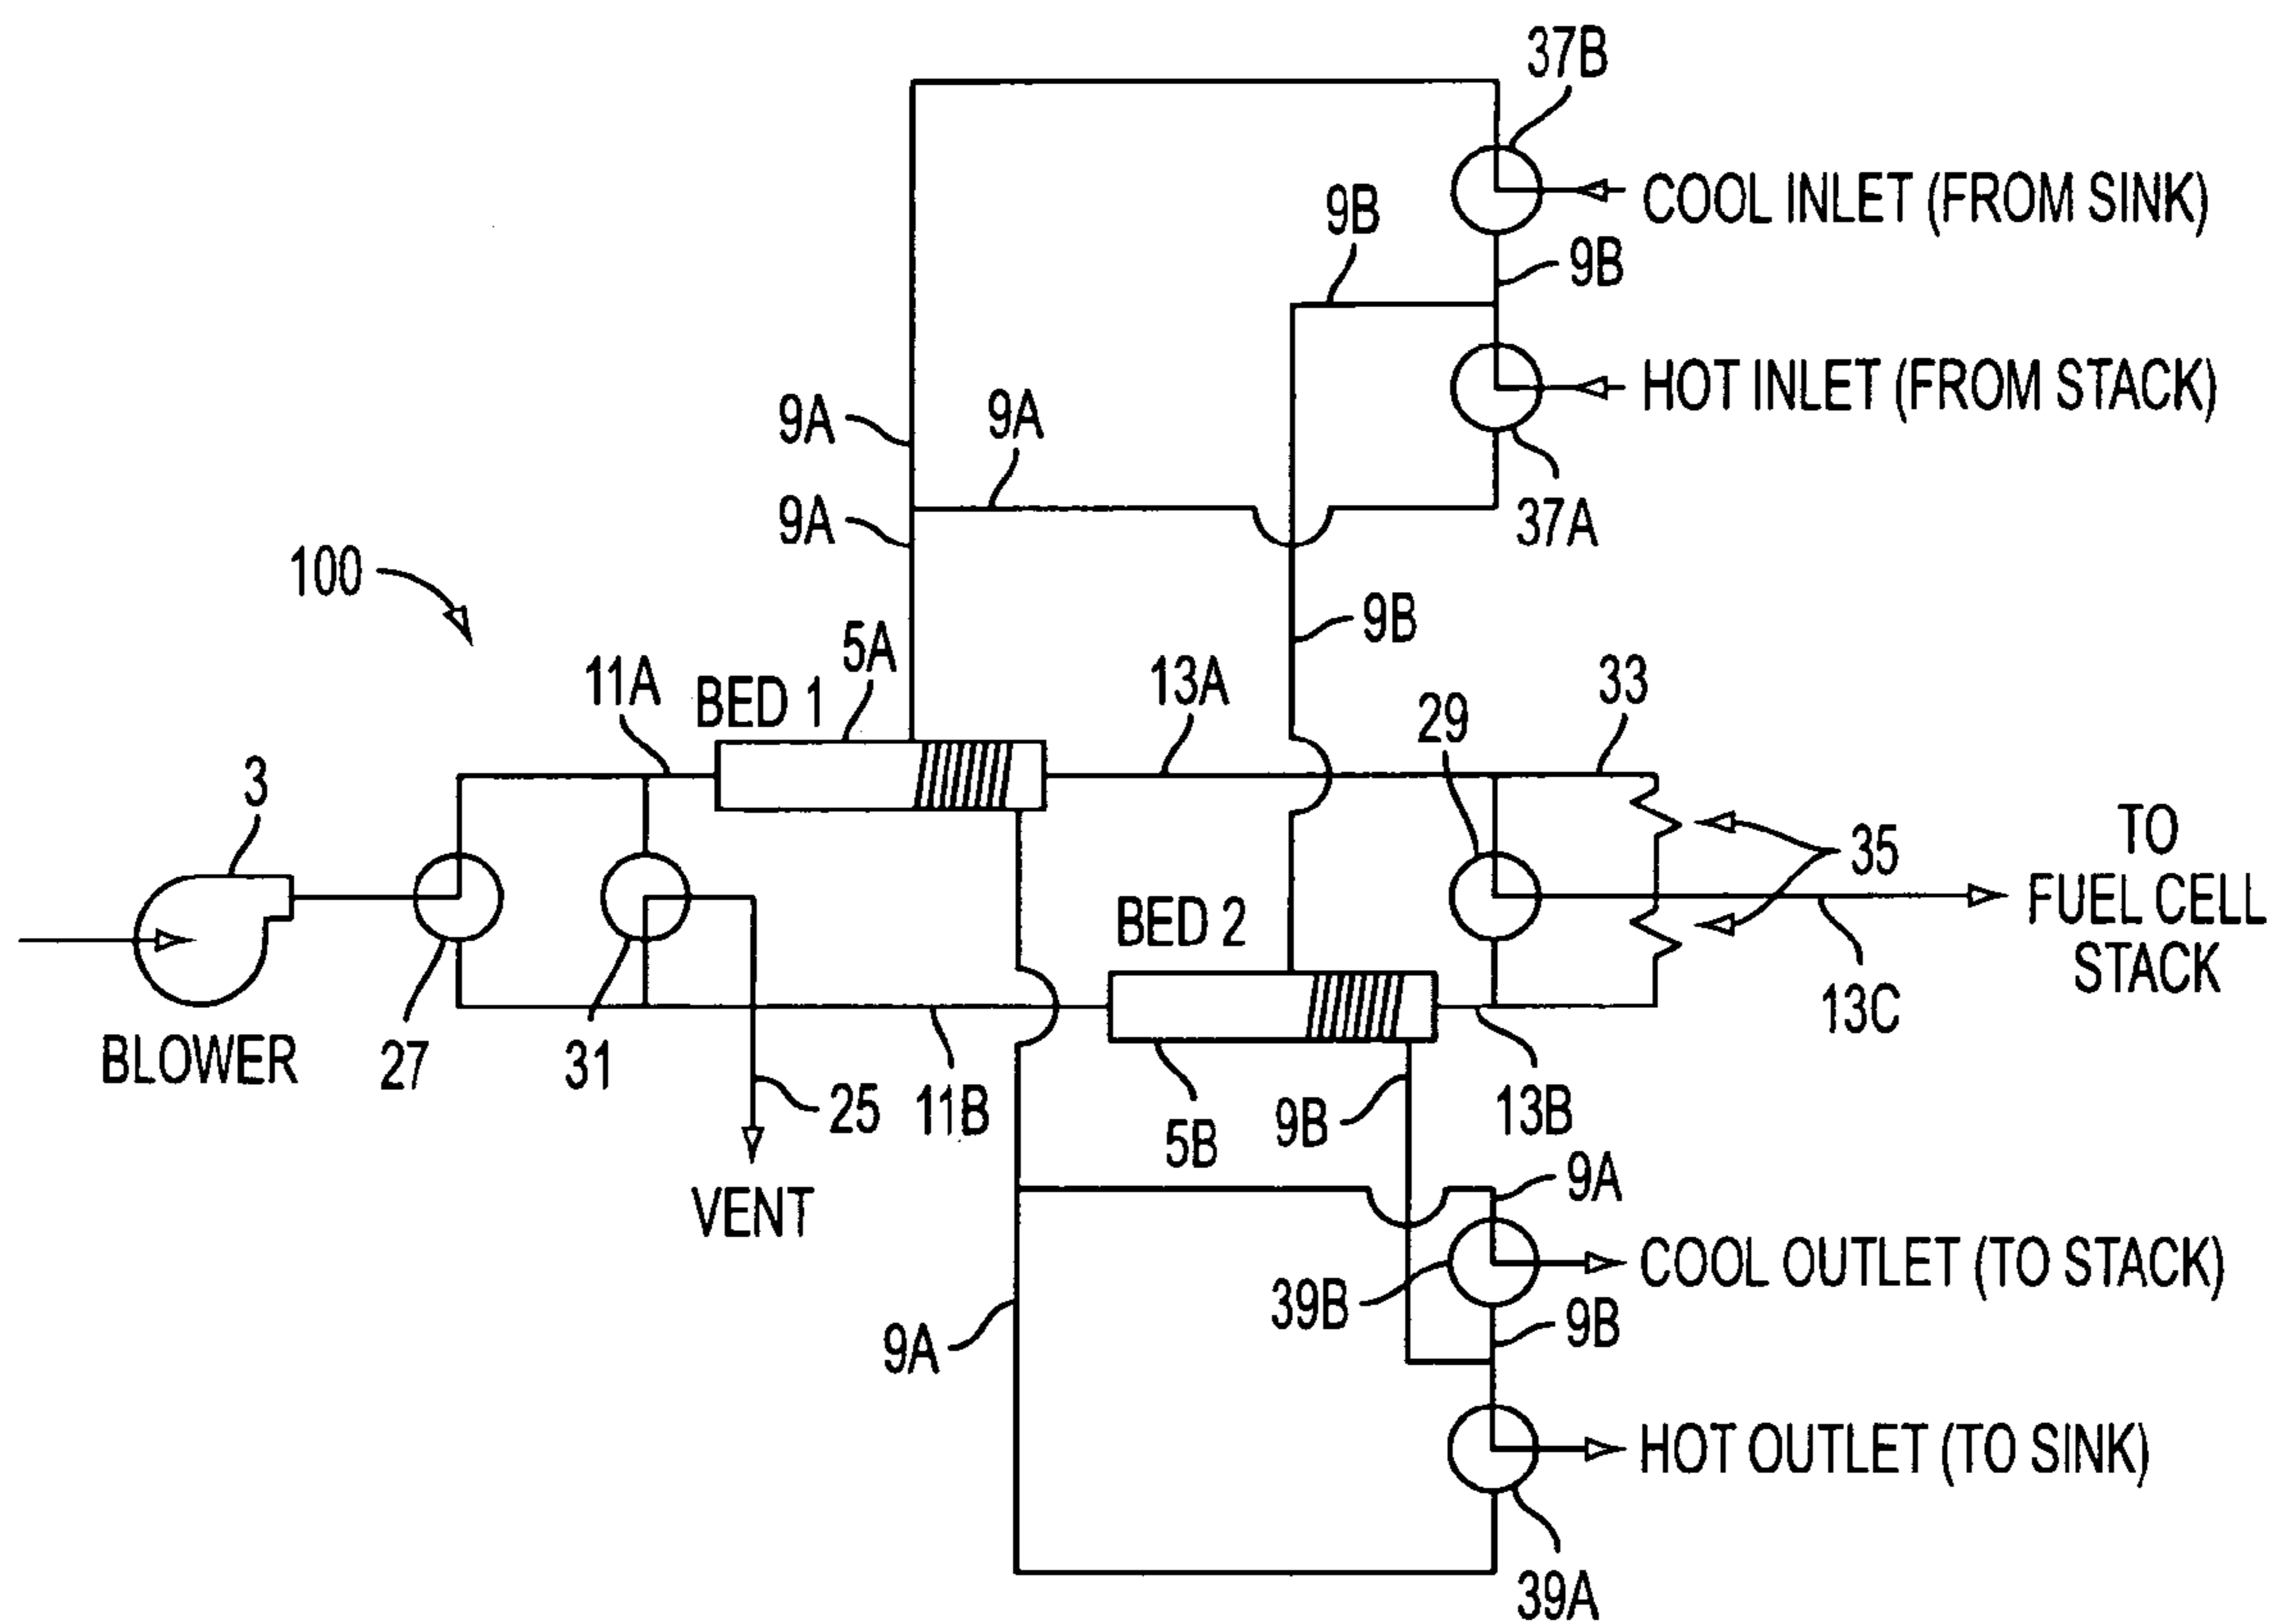 37B
COOL INLET (FROM SINK)
9B
9B
HOT INLET (FROM STACK)
9A
9A
9A
37A
100
9B
5A
11A
BED 1
13A
33
29
3
35
TO
FUEL CELL
STACK
BED 2
13C
BLOWER
27
31
25
11B
5B
9B
13B
VENT
9A
COOL OUTLET (TO STACK)
39B
9B
9A
HOT OUTLET (TO SINK)
39A